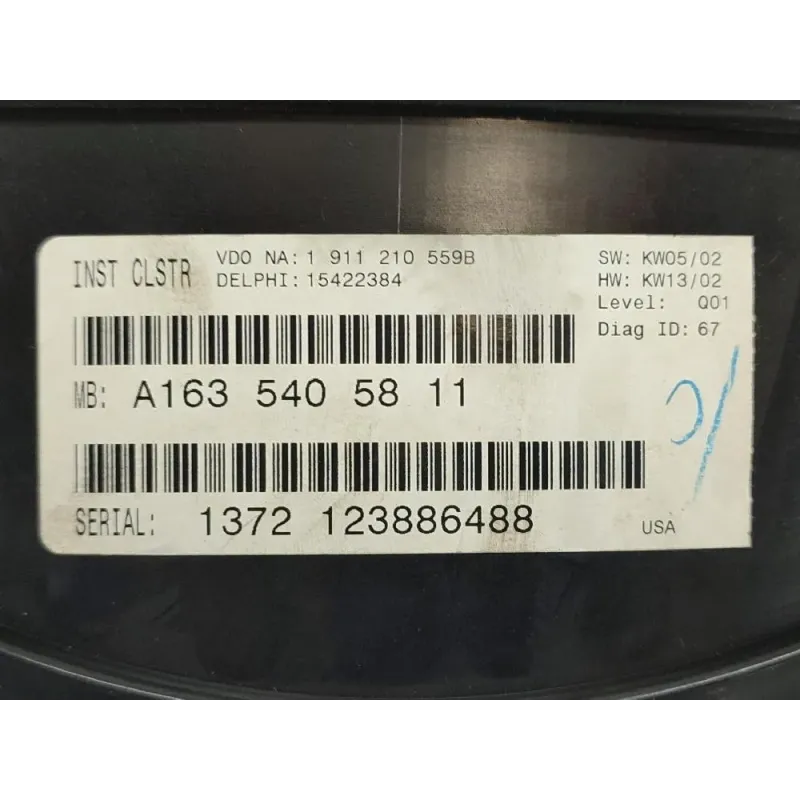 INST CLSTR
VDO NA: 1 911 210 559B
DELPHI: 15422384
SW: KW05/02
HW: KW13/02
Level: Q01
Diag ID: 67
MB: A163 540 58 11
SERIAL: 1372 123886488
USA